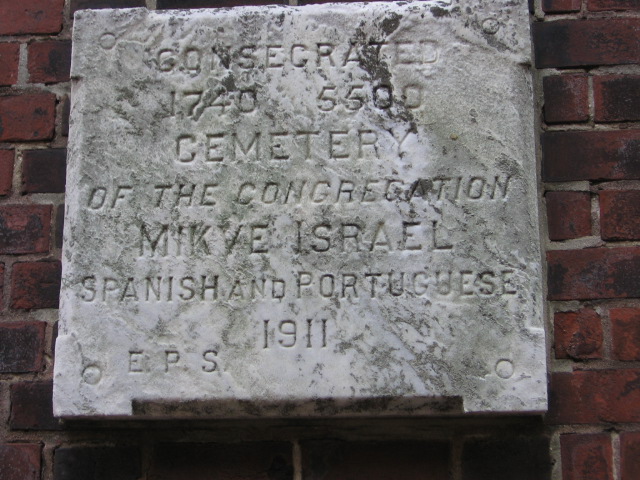 CONSECRATED
1740 5500
CEMETERY
OF THE CONGREGATION
MIKVE ISRAEL
SPANISH AND PORTUGUESE
1911
E P S.